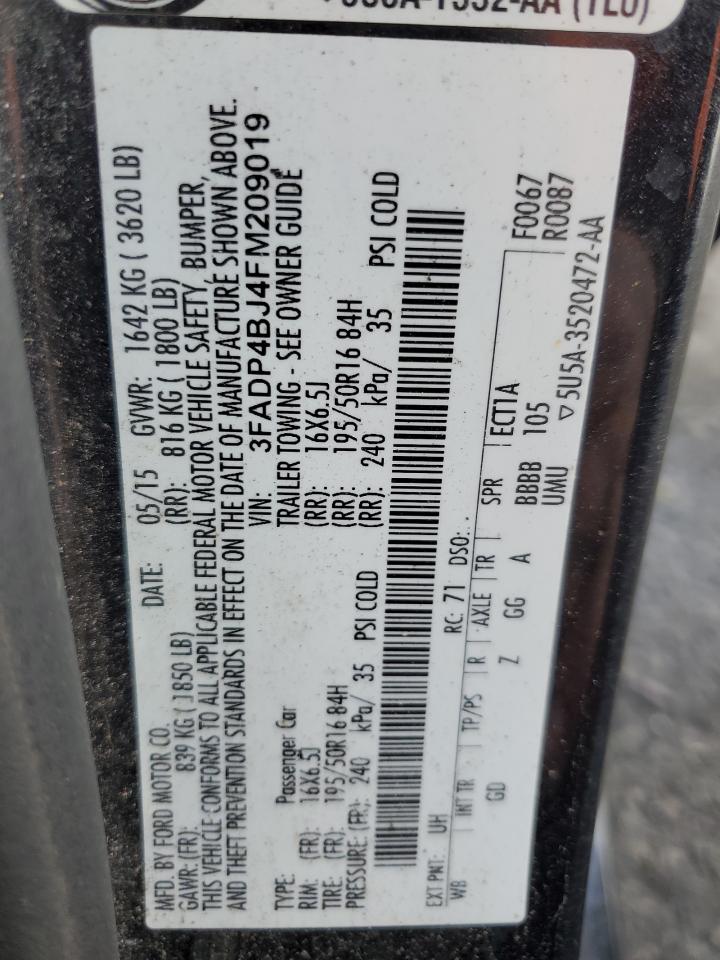 5U5A-1532-AA (TL0)
MFD. BY FORD MOTOR CO. DATE: 05/15 GVWR: 1642 KG ( 3620 LB)
GAWR: (FR): 839 KG ( 1850 LB) (RR): 816 KG ( 1800 LB)
THIS VEHICLE CONFORMS TO ALL APPLICABLE FEDERAL MOTOR VEHICLE SAFETY, BUMPER,
AND THEFT PREVENTION STANDARDS IN EFFECT ON THE DATE OF MANUFACTURE SHOWN ABOVE.
VIN: 3FADP4BJ4FM209019
TYPE: Passenger Car TRAILER TOWING - SEE OWNER GUIDE
RIM: (FR): 16X6.5J (RR): 16X6.5J
TIRE: (FR): 195/50R16 84H (RR): 195/50R16 84H
PRESSURE: (FR): 240 kPa/ 35 PSI COLD (RR): 240 kPa/ 35 PSI COLD
EXT PNT: UH RC: 71 DSO: F0067
WB INT TR TP/PS R AXLE TR SPR ECT1A R0087
GD Z GG A BBBB 105
UMU ▽5U5A-3520472-AA